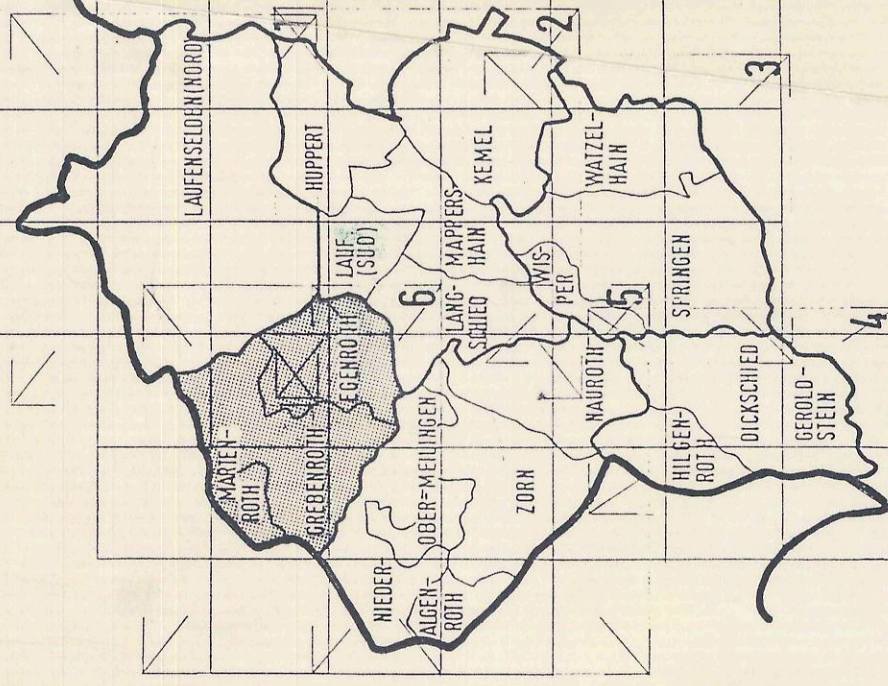 LAUFENSELDEN (NORD)
1
2
3
HUPPERT
KEMEL
WATZEL-
HAIN
LAUF.
(SÜD)
MAPPERS-
HAIN
WIS-
PER
SPRINGEN
6
LANG-
SCHIED
5
4
EGENROTH
MARTEN-
ROTH
GREBENROTH
NAUROTH
DICKSCHIED
GEROLD-
STEIN
HILGEN-
ROTH
OBER=MEILINGEN
ZORN
NIEDER-
ALGEN-
ROTH